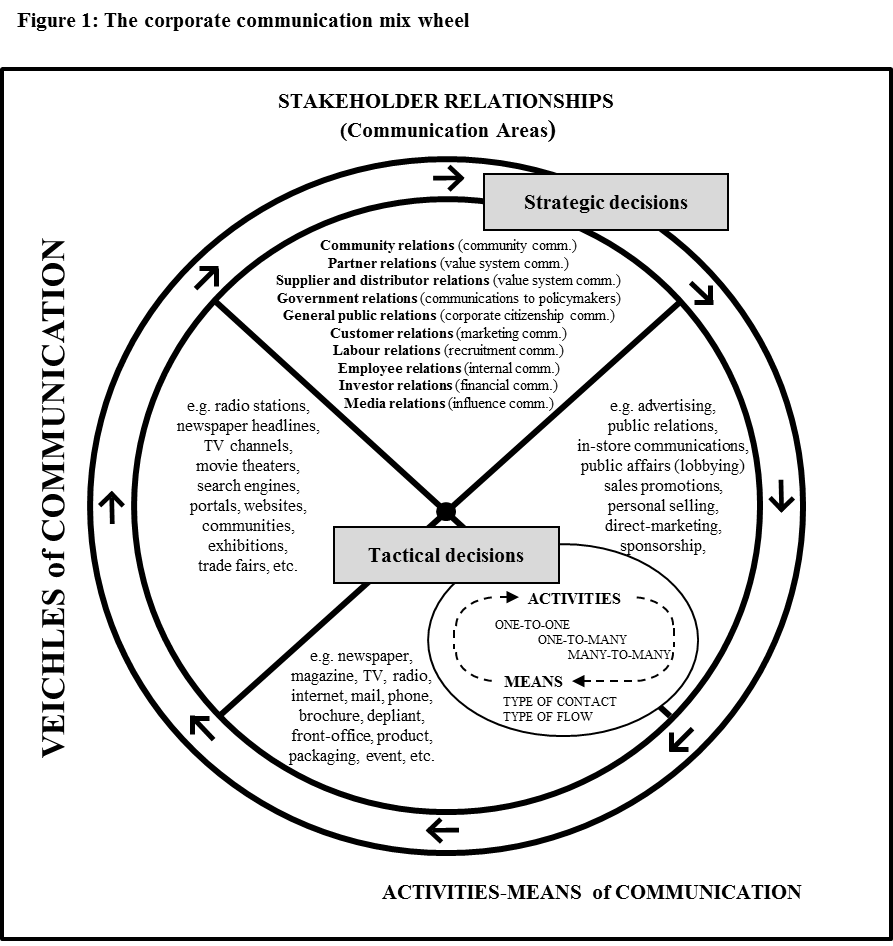 Figure 1: The corporate communication mix wheel
STAKEHOLDER RELATIONSHIPS
(Communication Areas)
Strategic decisions
Community relations (community comm.)
Partner relations (value system comm.)
Supplier and distributor relations (value system comm.)
Government relations (communications to policymakers)
General public relations (corporate citizenship comm.)
Customer relations (marketing comm.)
Labour relations (recruitment comm.)
Employee relations (internal comm.)
Investor relations (financial comm.)
Media relations (influence comm.)
VEICHLES of COMMUNICATION
e.g. radio stations,
newspaper headlines,
TV channels,
movie theaters,
search engines,
portals, websites,
communities,
exhibitions,
trade fairs, etc.
e.g. advertising,
public relations,
in-store communications,
public affairs (lobbying)
sales promotions,
personal selling,
direct-marketing,
sponsorship,
Tactical decisions
ACTIVITIES
ONE-TO-ONE
ONE-TO-MANY
MANY-TO-MANY
MEANS
TYPE OF CONTACT
TYPE OF FLOW
e.g. newspaper,
magazine, TV, radio,
internet, mail, phone,
brochure, depliant,
front-office, product,
packaging, event, etc.
ACTIVITIES-MEANS of COMMUNICATION